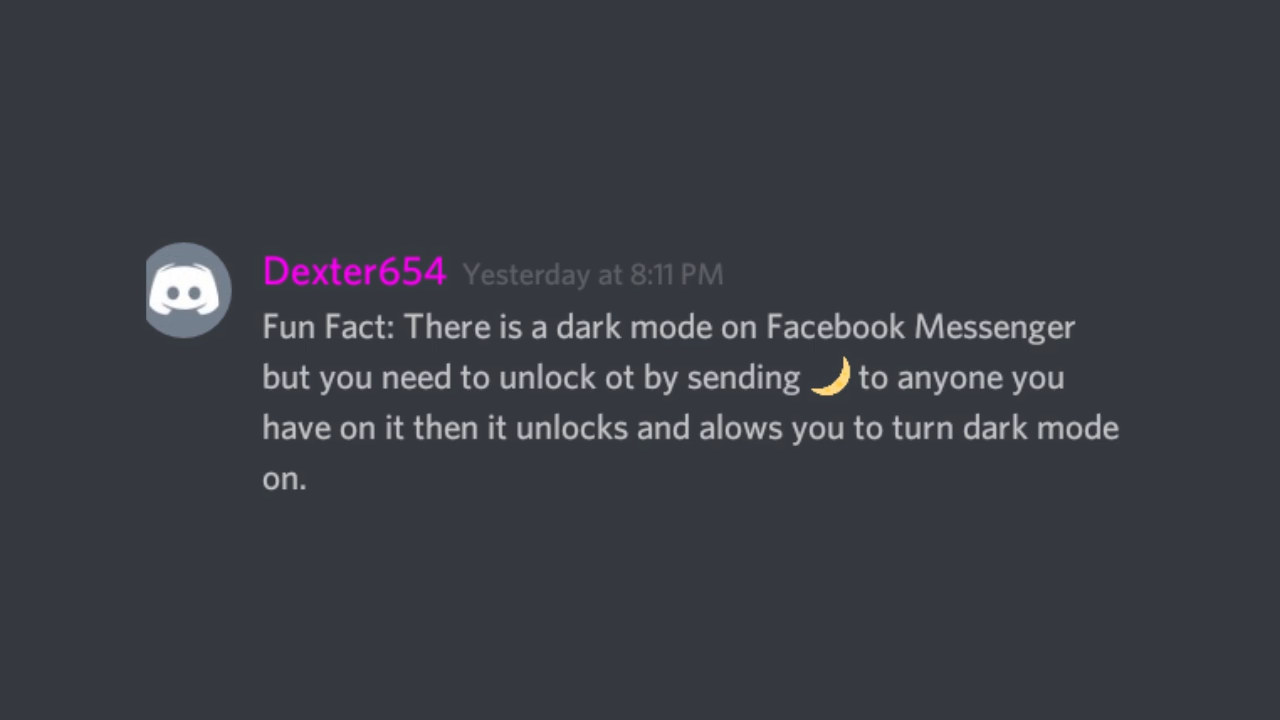 Dexter654 Yesterday at 8:11 PM
Fun Fact: There is a dark mode on Facebook Messenger
but you need to unlock ot by sending 🌙 to anyone you
have on it then it unlocks and alows you to turn dark mode
on.